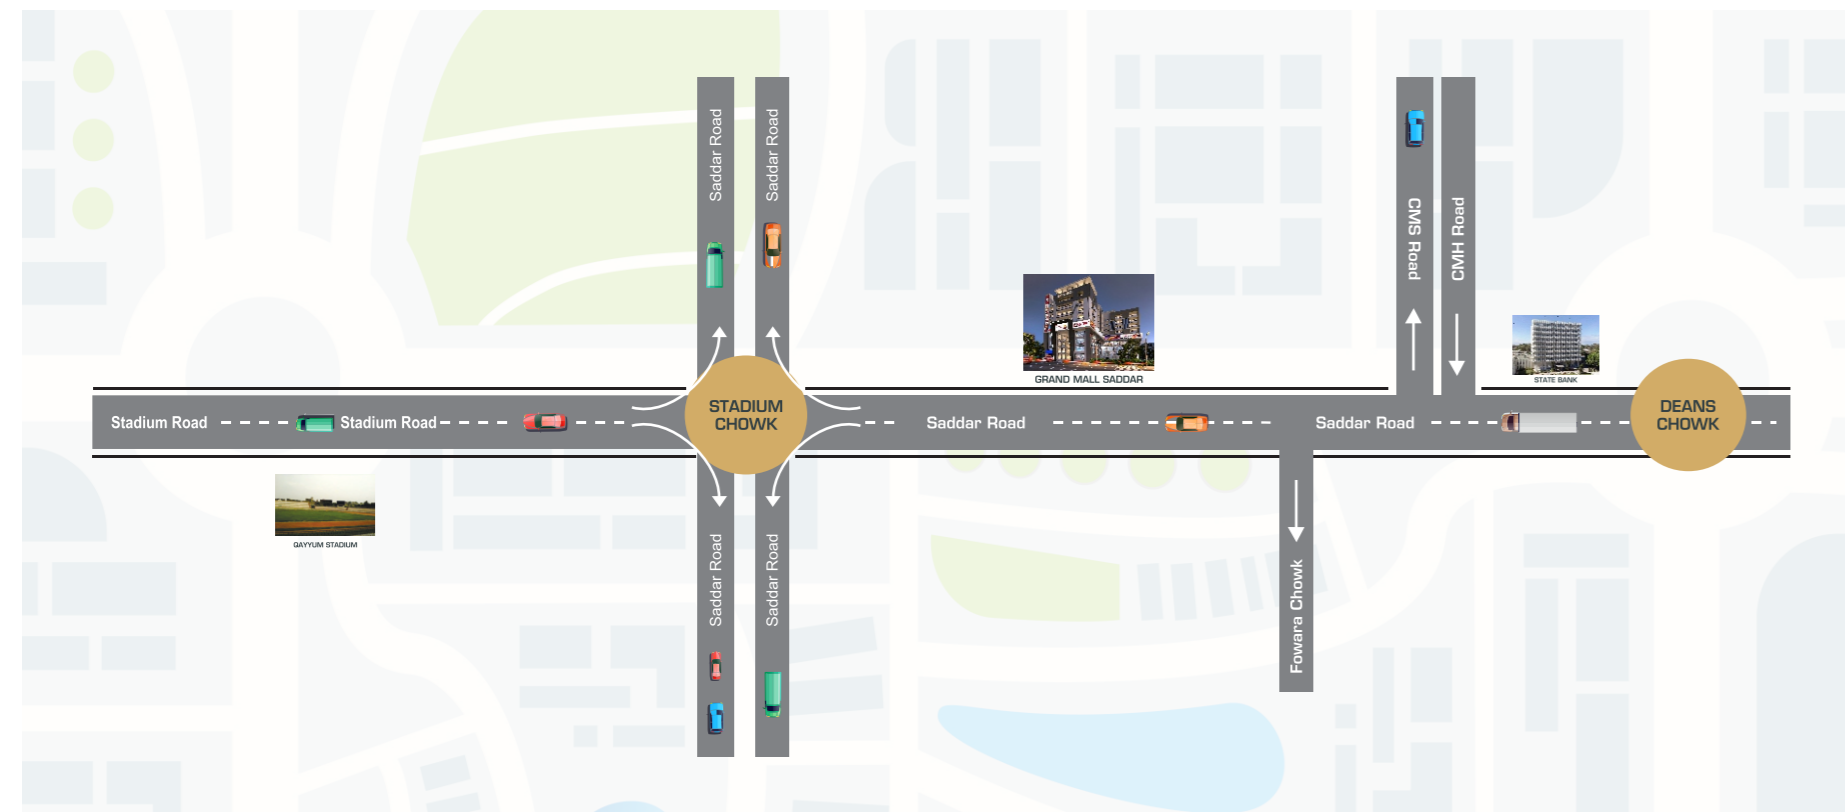 Saddar Road
Saddar Road
CMS Road
CMH Road
GRAND MALL SADDAR
STATE BANK
Stadium Road
Stadium Road
STADIUM
CHOWK
Saddar Road
Saddar Road
DEANS
CHOWK
QAYYUM STADIUM
Saddar Road
Saddar Road
Fowara Chowk